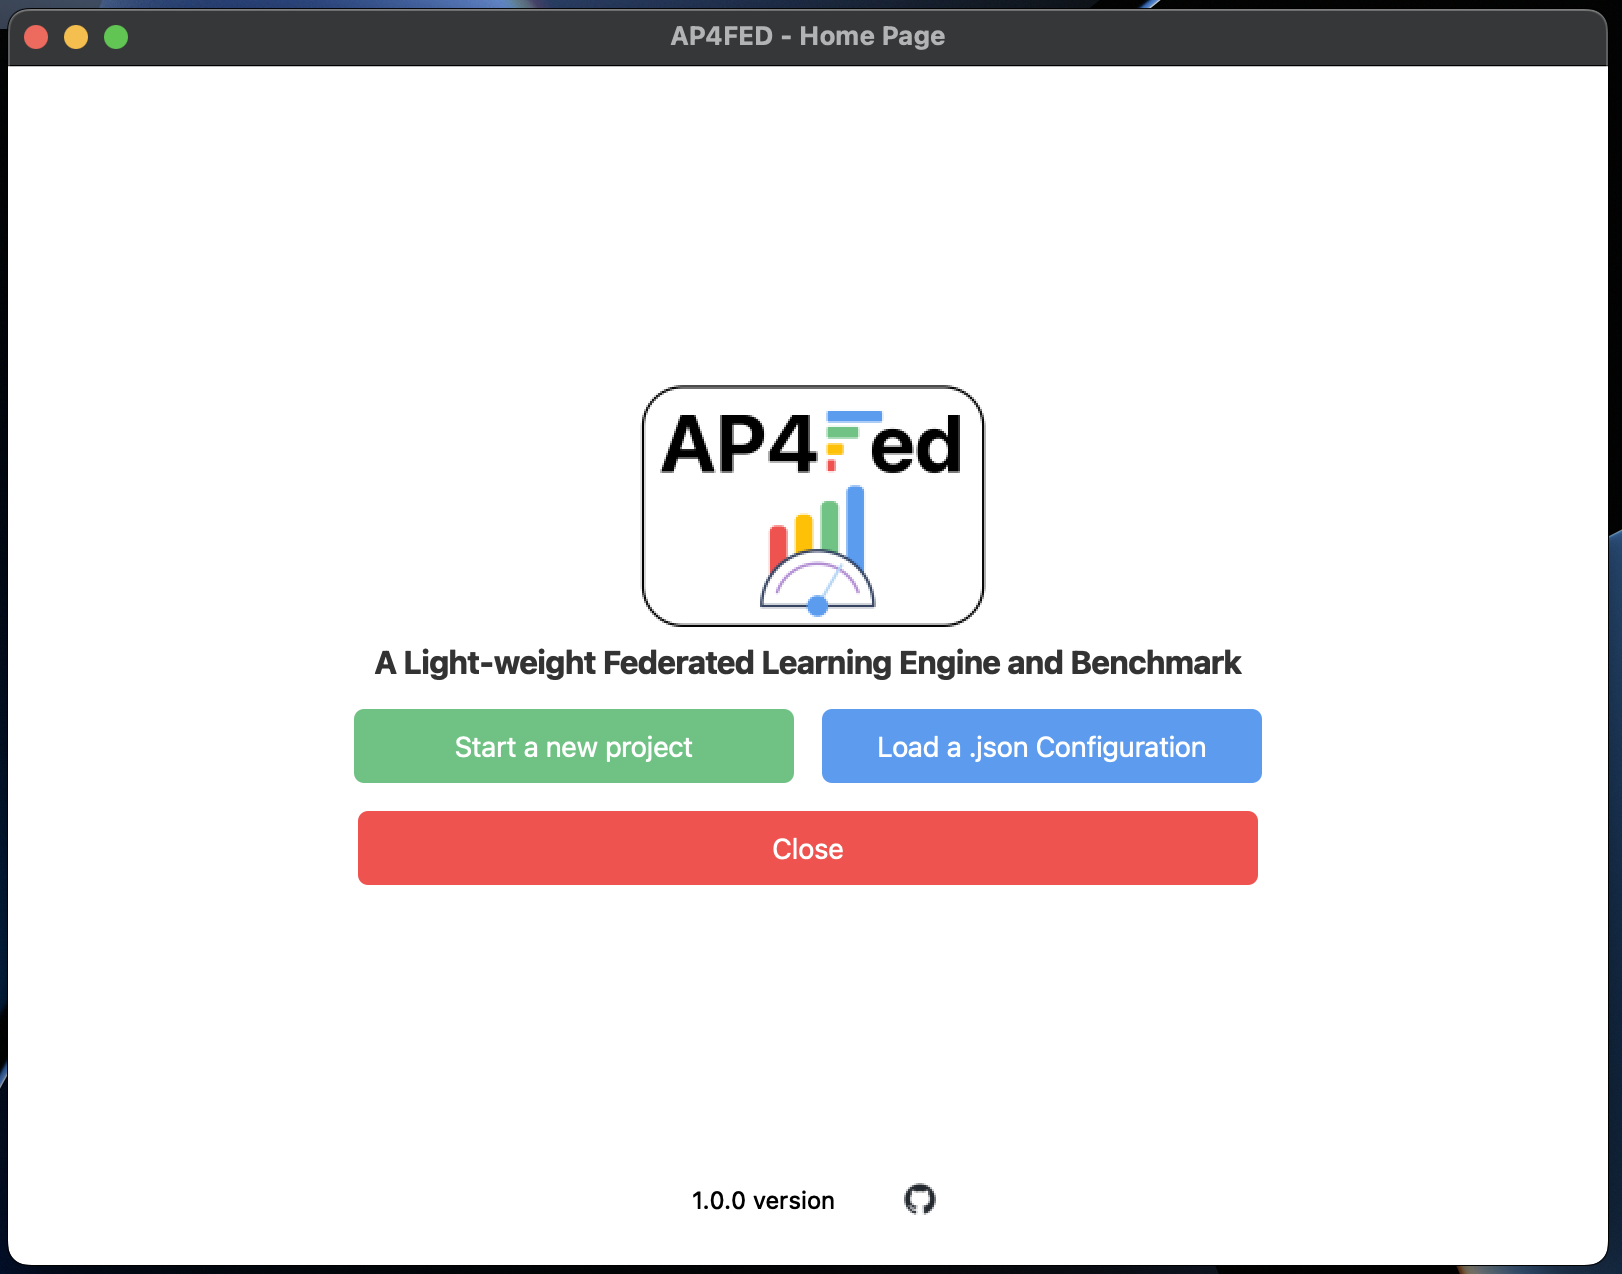 AP4FED - Home Page
AP4Fed
A Light-weight Federated Learning Engine and Benchmark
Start a new project
Load a .json Configuration
Close
1.0.0 version